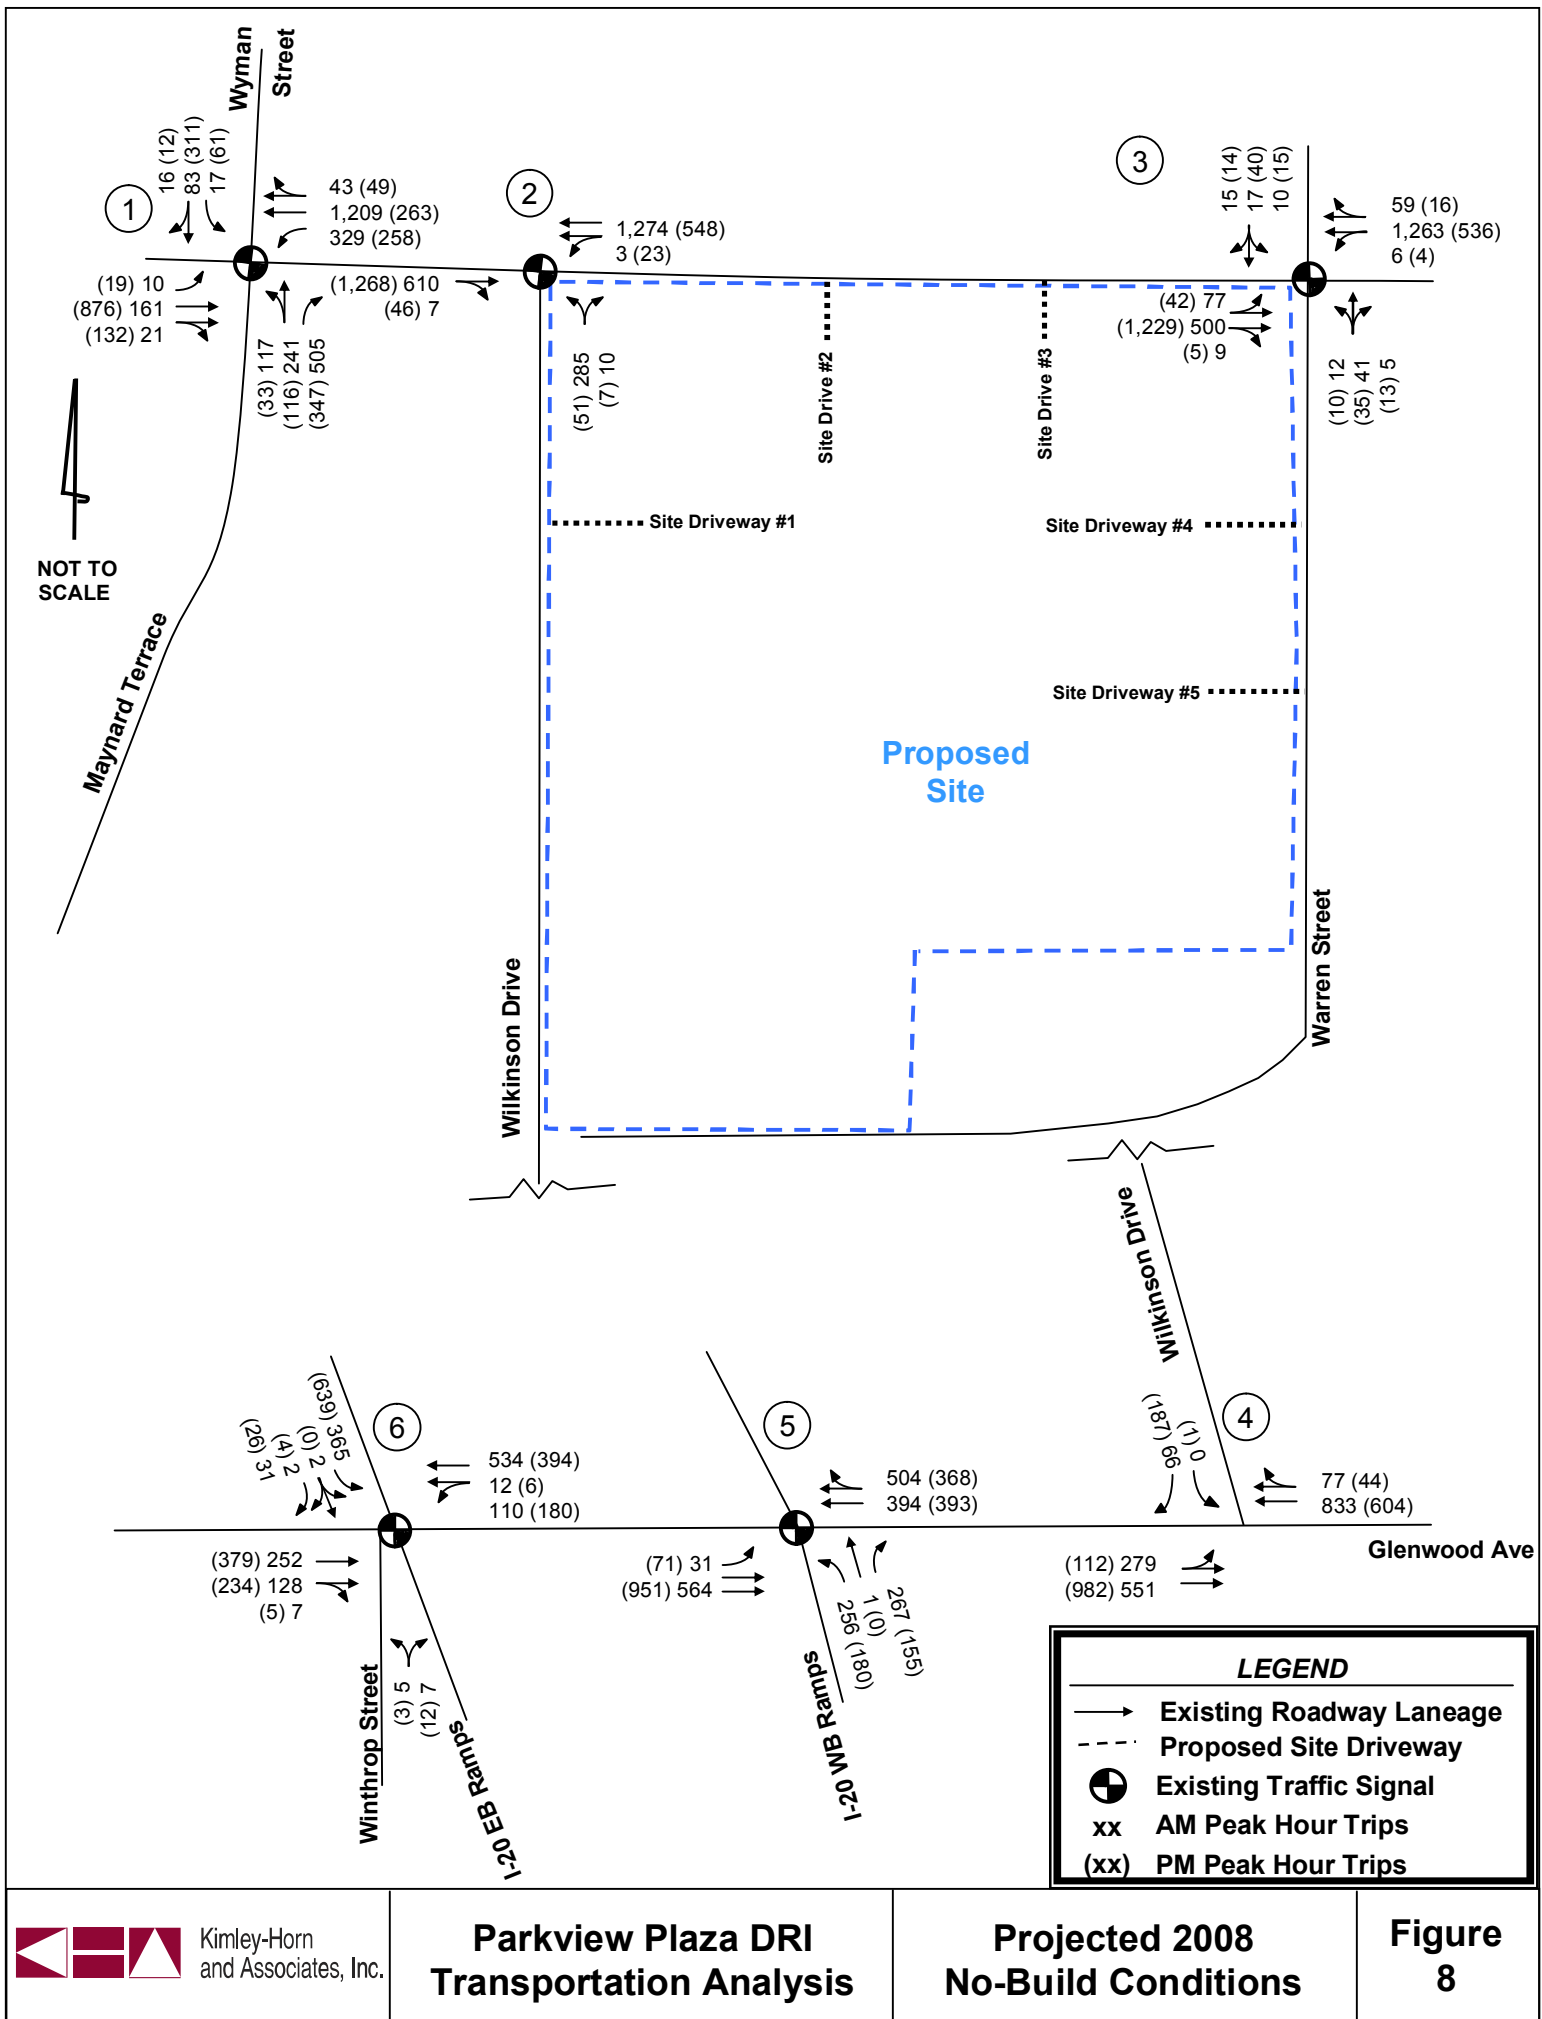 Wyman
Street
16 (12)
83 (311)
17 (61)
1
43 (49)
1,209 (263)
329 (258)
(19) 10
(876) 161
(132) 21
(33) 117
(116) 241
(347) 505
2
1,274 (548)
3 (23)
(1,268) 610
(46) 7
(51) 285
(7) 10
3
15 (14)
17 (40)
10 (15)
59 (16)
1,263 (536)
6 (4)
(42) 77
(1,229) 500
(5) 9
(10) 12
(35) 41
(13) 5
Site Drive #2
Site Drive #3
NOT TO
SCALE
Site Driveway #1
Site Driveway #4
Site Driveway #5
Maynard Terrace
Proposed
Site
Wilkinson Drive
Warren Street
Wilkinson Drive
(639) 365
(0) 2
(4) 2
(26) 31
6
534 (394)
12 (6)
110 (180)
(379) 252
(234) 128
(5) 7
(3) 5
(12) 7
Winthrop Street
I-20 EB Ramps
5
504 (368)
394 (393)
(71) 31
(951) 564
256 (180)
1 (0)
267 (155)
I-20 WB Ramps
4
(187) 66
(1) 0
77 (44)
833 (604)
(112) 279
(982) 551
Glenwood Ave
LEGEND
Existing Roadway Laneage
Proposed Site Driveway
Existing Traffic Signal
xx AM Peak Hour Trips
(xx) PM Peak Hour Trips
Kimley-Horn
and Associates, Inc.
Parkview Plaza DRI
Transportation Analysis
Projected 2008
No-Build Conditions
Figure
8